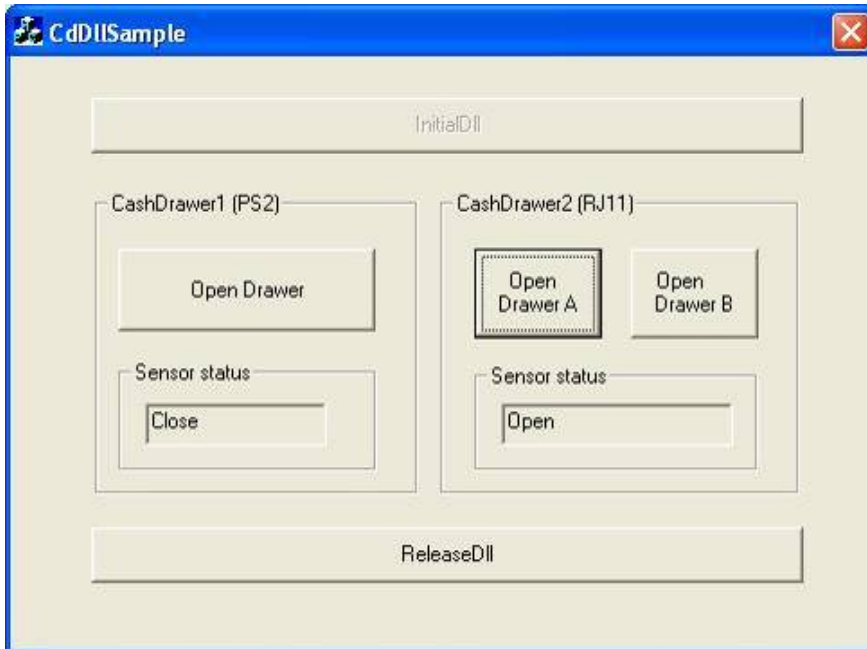 CdDllSample
InitialDll
CashDrawer1 (PS2)
Open Drawer
Sensor status
Close
CashDrawer2 (RJ11)
Open
Drawer A
Open
Drawer B
Sensor status
Open
ReleaseDll